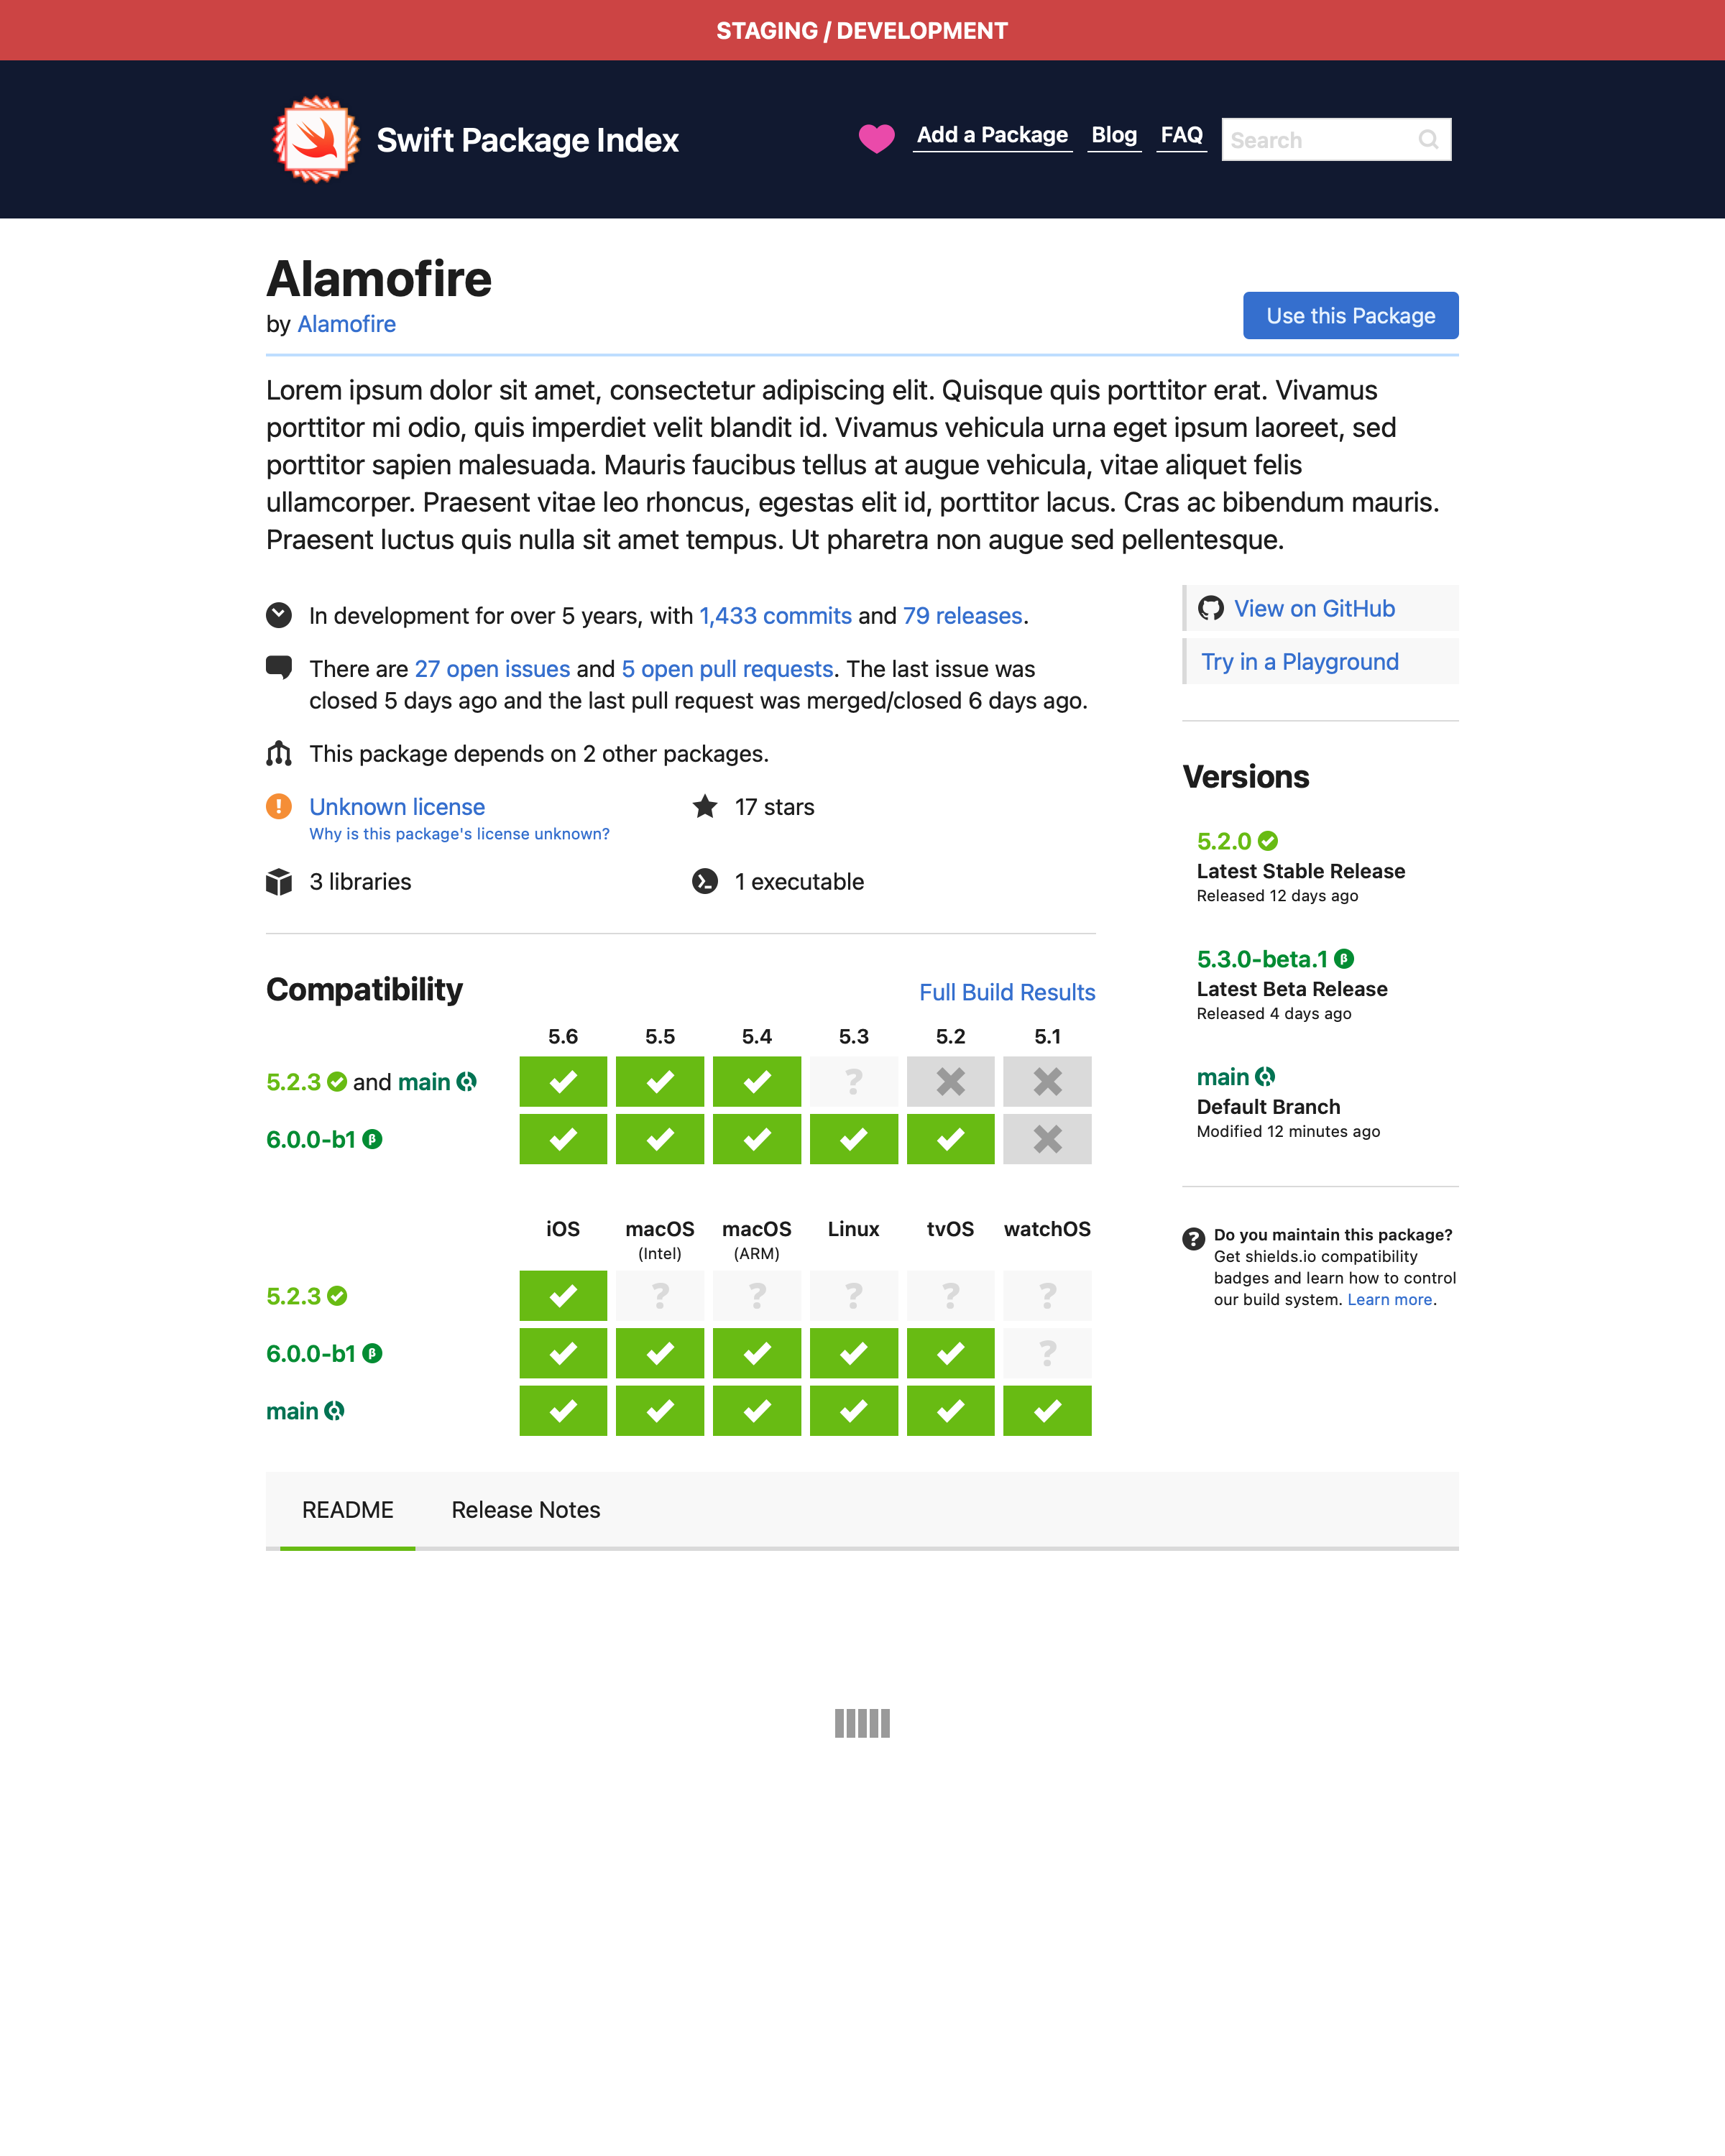 STAGING / DEVELOPMENT
Swift Package Index
Add a Package
Blog
FAQ
Search
Alamofire
by Alamofire
Use this Package
Lorem ipsum dolor sit amet, consectetur adipiscing elit. Quisque quis porttitor erat. Vivamus
porttitor mi odio, quis imperdiet velit blandit id. Vivamus vehicula urna eget ipsum laoreet, sed
porttitor sapien malesuada. Mauris faucibus tellus at augue vehicula, vitae aliquet felis
ullamcorper. Praesent vitae leo rhoncus, egestas elit id, porttitor lacus. Cras ac bibendum mauris.
Praesent luctus quis nulla sit amet tempus. Ut pharetra non augue sed pellentesque.
In development for over 5 years, with 1,433 commits and 79 releases.
There are 27 open issues and 5 open pull requests. The last issue was
closed 5 days ago and the last pull request was merged/closed 6 days ago.
This package depends on 2 other packages.
Unknown license
Why is this package's license unknown?
17 stars
3 libraries
1 executable
View on GitHub
Try in a Playground
Versions
5.2.0
Latest Stable Release
Released 12 days ago
5.3.0-beta.1 β
Latest Beta Release
Released 4 days ago
main
Default Branch
Modified 12 minutes ago
Do you maintain this package?
Get shields.io compatibility
badges and learn how to control
our build system. Learn more.
Compatibility
Full Build Results
5.6 5.5 5.4 5.3 5.2 5.1
5.2.3 and main ?
6.0.0-b1 β
iOS macOS macOS Linux tvOS watchOS
(Intel) (ARM)
5.2.3 ? ? ? ? ?
6.0.0-b1 β ?
main
README
Release Notes